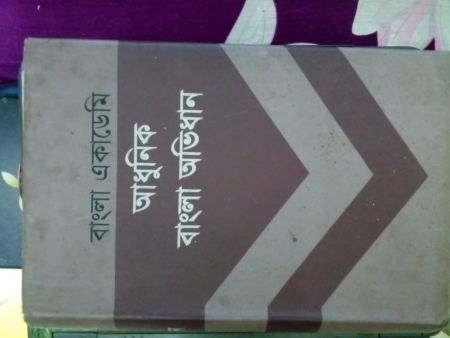 বাংলা একাডেমি
আধুনিক
বাংলা অভিধান